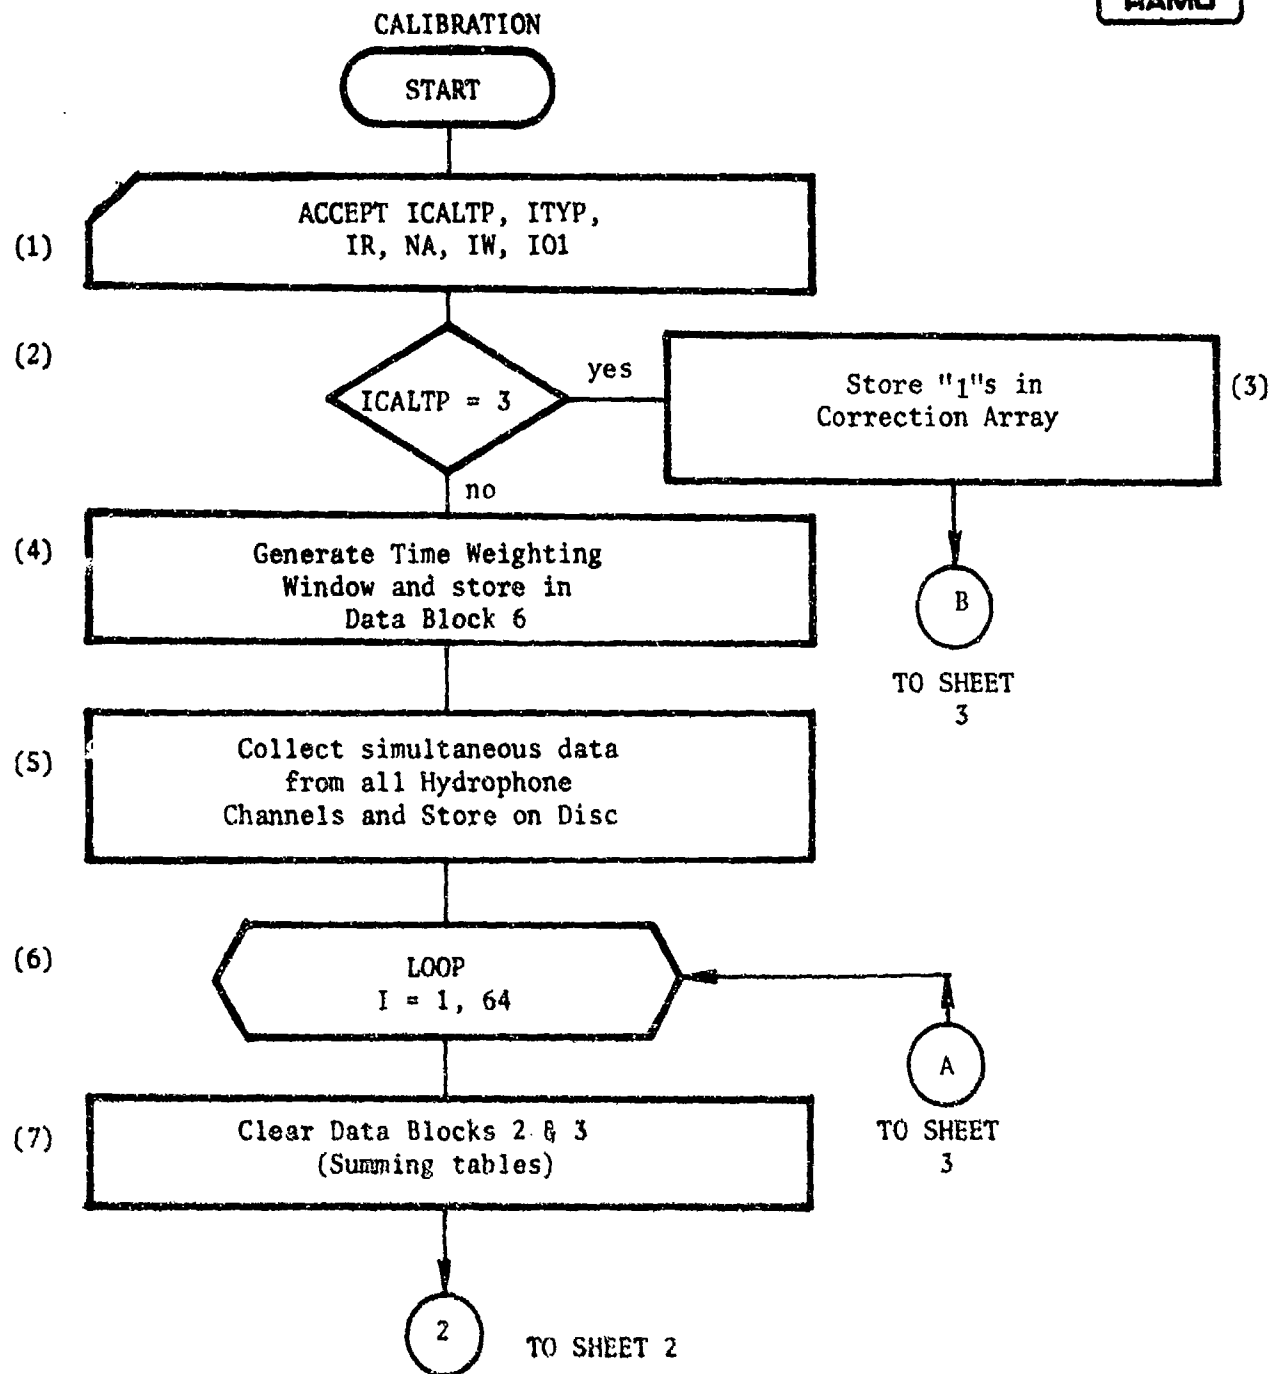 CALIBRATION
START
(1)
ACCEPT ICALTP, ITYP,
IR, NA, IW, IO1
(2)
ICALTP = 3
yes
no
Store "1"s in
Correction Array
(3)
B
TO SHEET
3
(4)
Generate Time Weighting
Window and store in
Data Block 6
(5)
Collect simultaneous data
from all Hydrophone
Channels and Store on Disc
(6)
LOOP
I = 1, 64
A
TO SHEET
3
(7)
Clear Data Blocks 2 & 3
(Summing tables)
2
TO SHEET 2